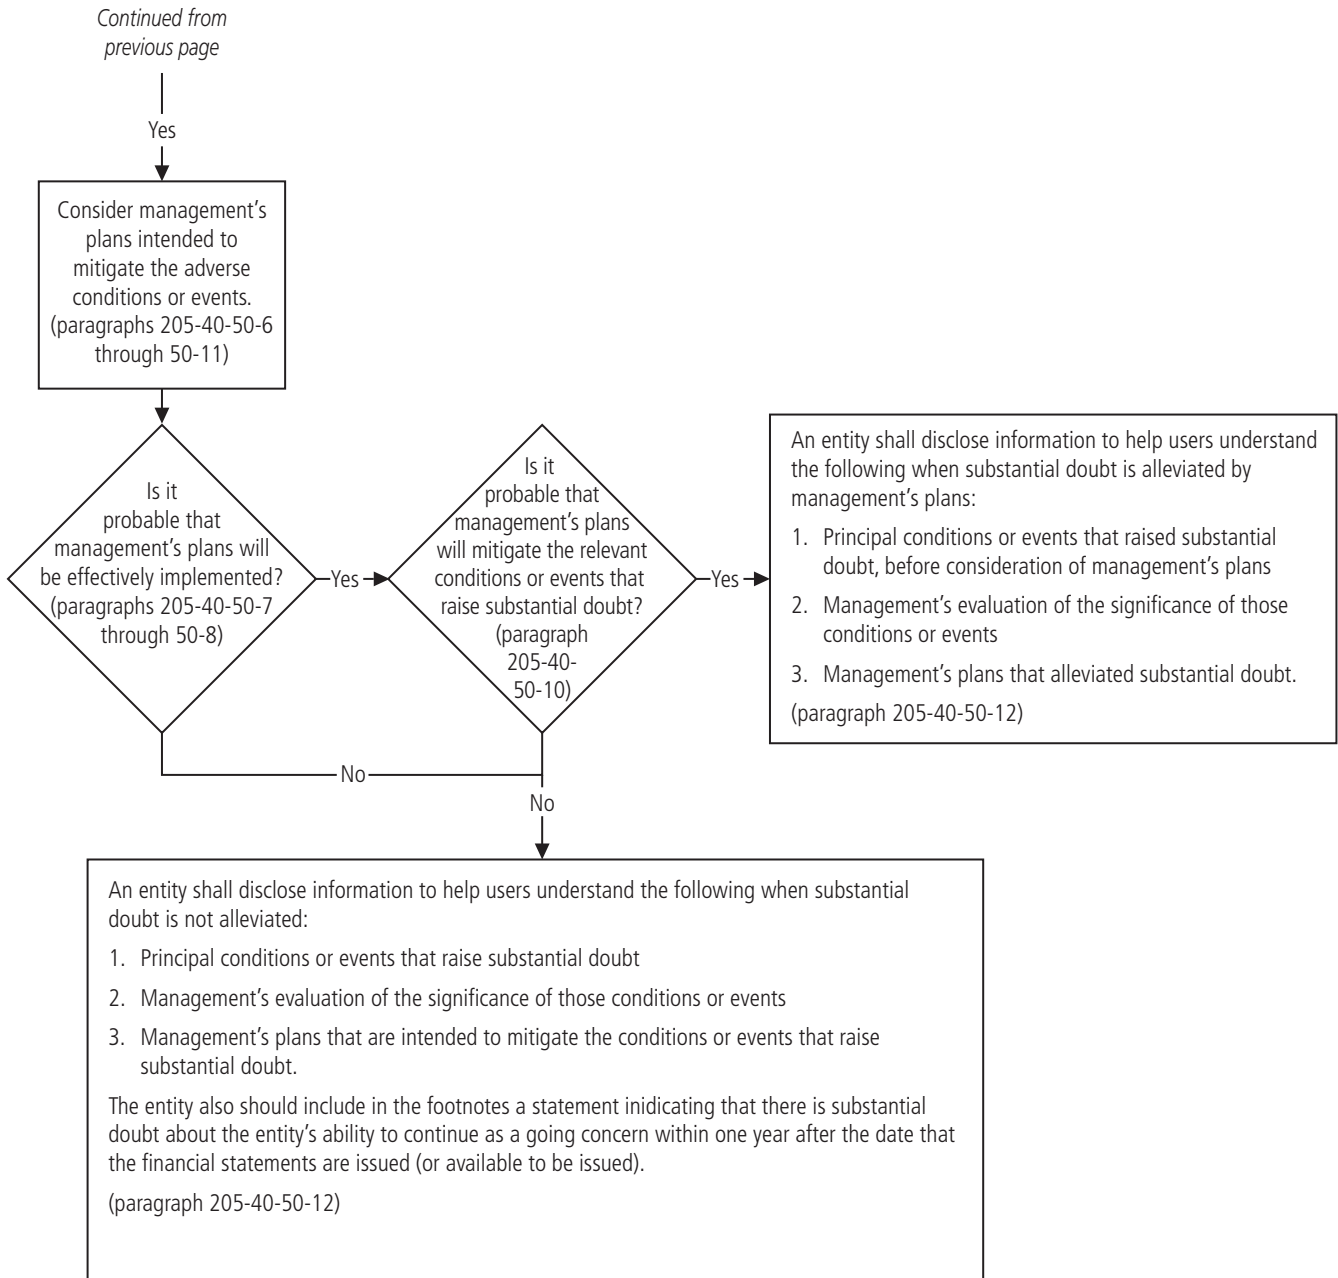 Continued from
previous page
Yes
Consider management's
plans intended to
mitigate the adverse
conditions or events.
(paragraphs 205-40-50-6
through 50-11)
Is it
probable that
management's plans will
be effectively implemented?
(paragraphs 205-40-50-7
through 50-8)
Yes
Is it
probable that
management's plans
will mitigate the relevant
conditions or events that
raise substantial doubt?
(paragraph
205-40-
50-10)
Yes
An entity shall disclose information to help users understand
the following when substantial doubt is alleviated by
management's plans:
1. Principal conditions or events that raised substantial
doubt, before consideration of management's plans
2. Management's evaluation of the significance of those
conditions or events
3. Management's plans that alleviated substantial doubt.
(paragraph 205-40-50-12)
No
No
An entity shall disclose information to help users understand the following when substantial
doubt is not alleviated:
1. Principal conditions or events that raise substantial doubt
2. Management's evaluation of the significance of those conditions or events
3. Management's plans that are intended to mitigate the conditions or events that raise
substantial doubt.
The entity also should include in the footnotes a statement inidicating that there is substantial
doubt about the entity's ability to continue as a going concern within one year after the date that
the financial statements are issued (or available to be issued).
(paragraph 205-40-50-12)